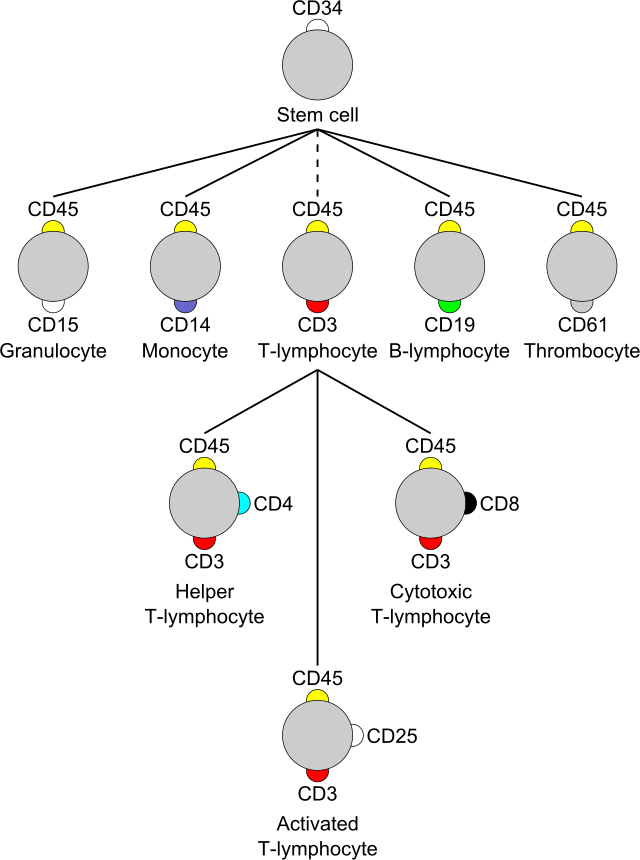 CD34
Stem cell
CD45 CD45 CD45 CD45 CD45
CD15 CD14 CD3 CD19 CD61
Granulocyte Monocyte T-lymphocyte B-lymphocyte Thrombocyte
CD45 CD45
CD4 CD8
CD3 CD3
Helper Cytotoxic
T-lymphocyte T-lymphocyte
CD45
CD25
CD3
Activated
T-lymphocyte